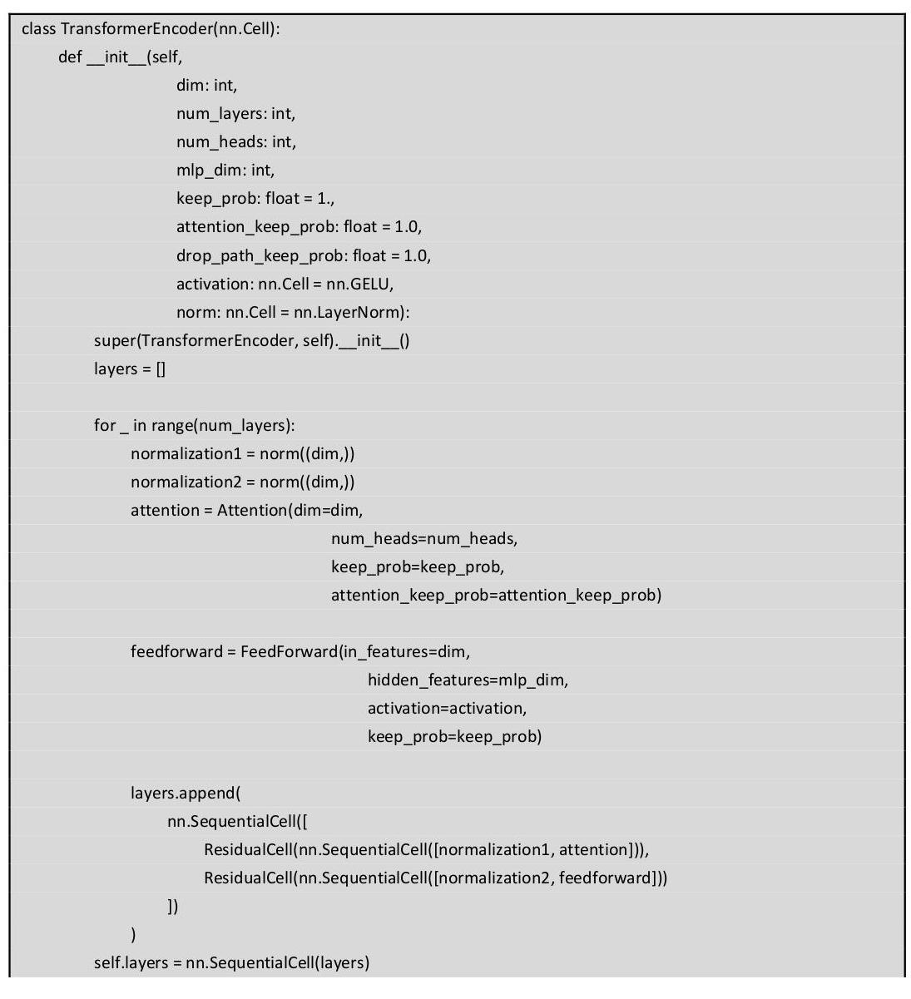 class TransformerEncoder(nn.Cell):
def __init__(self,
dim: int,
num_layers: int,
num_heads: int,
mlp_dim: int,
keep_prob: float = 1.,
attention_keep_prob: float = 1.0,
drop_path_keep_prob: float = 1.0,
activation: nn.Cell = nn.GELU,
norm: nn.Cell = nn.LayerNorm):
super(TransformerEncoder, self).__init__()
layers = []
for _ in range(num_layers):
normalization1 = norm((dim,))
normalization2 = norm((dim,))
attention = Attention(dim=dim,
num_heads=num_heads,
keep_prob=keep_prob,
attention_keep_prob=attention_keep_prob)
feedforward = FeedForward(in_features=dim,
hidden_features=mlp_dim,
activation=activation,
keep_prob=keep_prob)
layers.append(
nn.SequentialCell([
ResidualCell(nn.SequentialCell([normalization1, attention])),
ResidualCell(nn.SequentialCell([normalization2, feedforward]))
])
)
self.layers = nn.SequentialCell(layers)